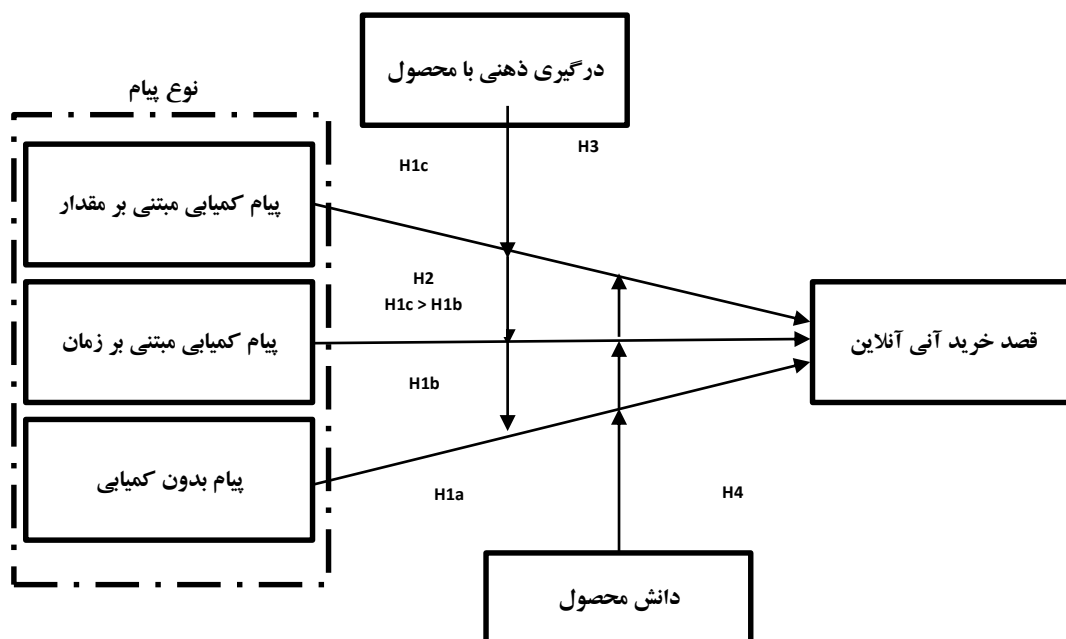 درگیری ذهنی با محصول
نوع پیام
H3
H1c
پیام کمیابی مبتنی بر مقدار
H2
H1c > H1b
پیام کمیابی مبتنی بر زمان
قصد خرید آنی آنلاین
H1b
پیام بدون کمیابی
H1a
H4
دانش محصول